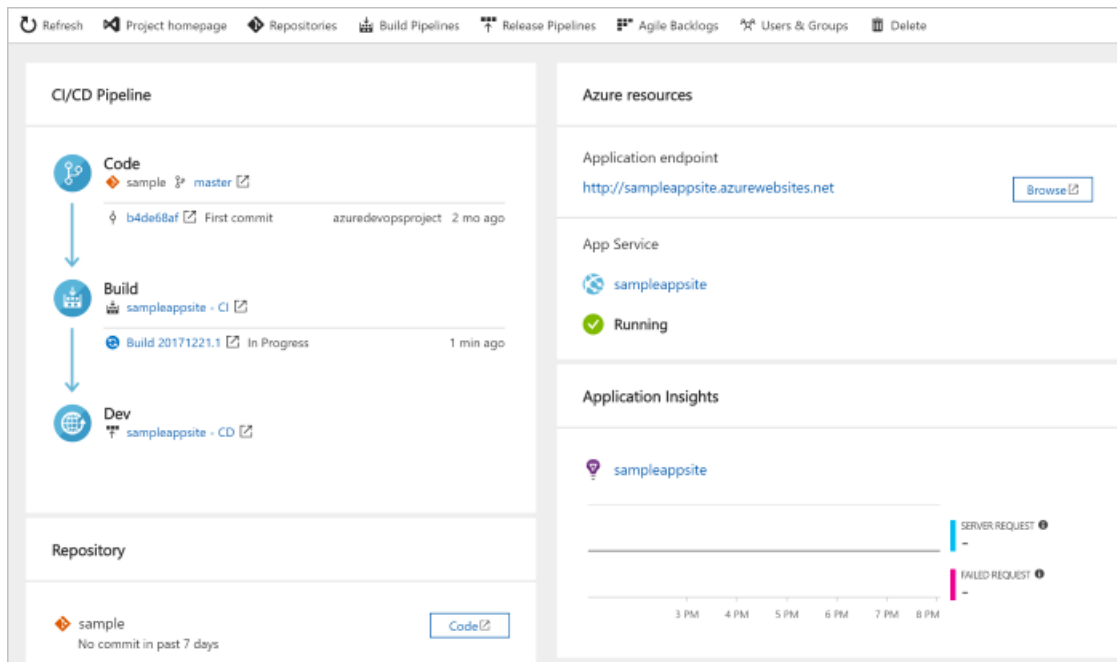 Refresh Project homepage Repositories Build Pipelines Release Pipelines Agile Backlogs Users & Groups Delete
CI/CD Pipeline
Code
sample master
b4de68af First commit azuredevopsproject 2 mo ago
Build
sampleappsite - CI
Build 20171221.1 In Progress 1 min ago
Dev
sampleappsite - CD
Repository
sample
No commit in past 7 days
Code
Azure resources
Application endpoint
http://sampleappsite.azurewebsites.net
Browse
App Service
sampleappsite
Running
Application Insights
sampleappsite
SERVER REQUEST
--
FAILED REQUEST
--
3 PM 4 PM 5 PM 6 PM 7 PM 8 PM